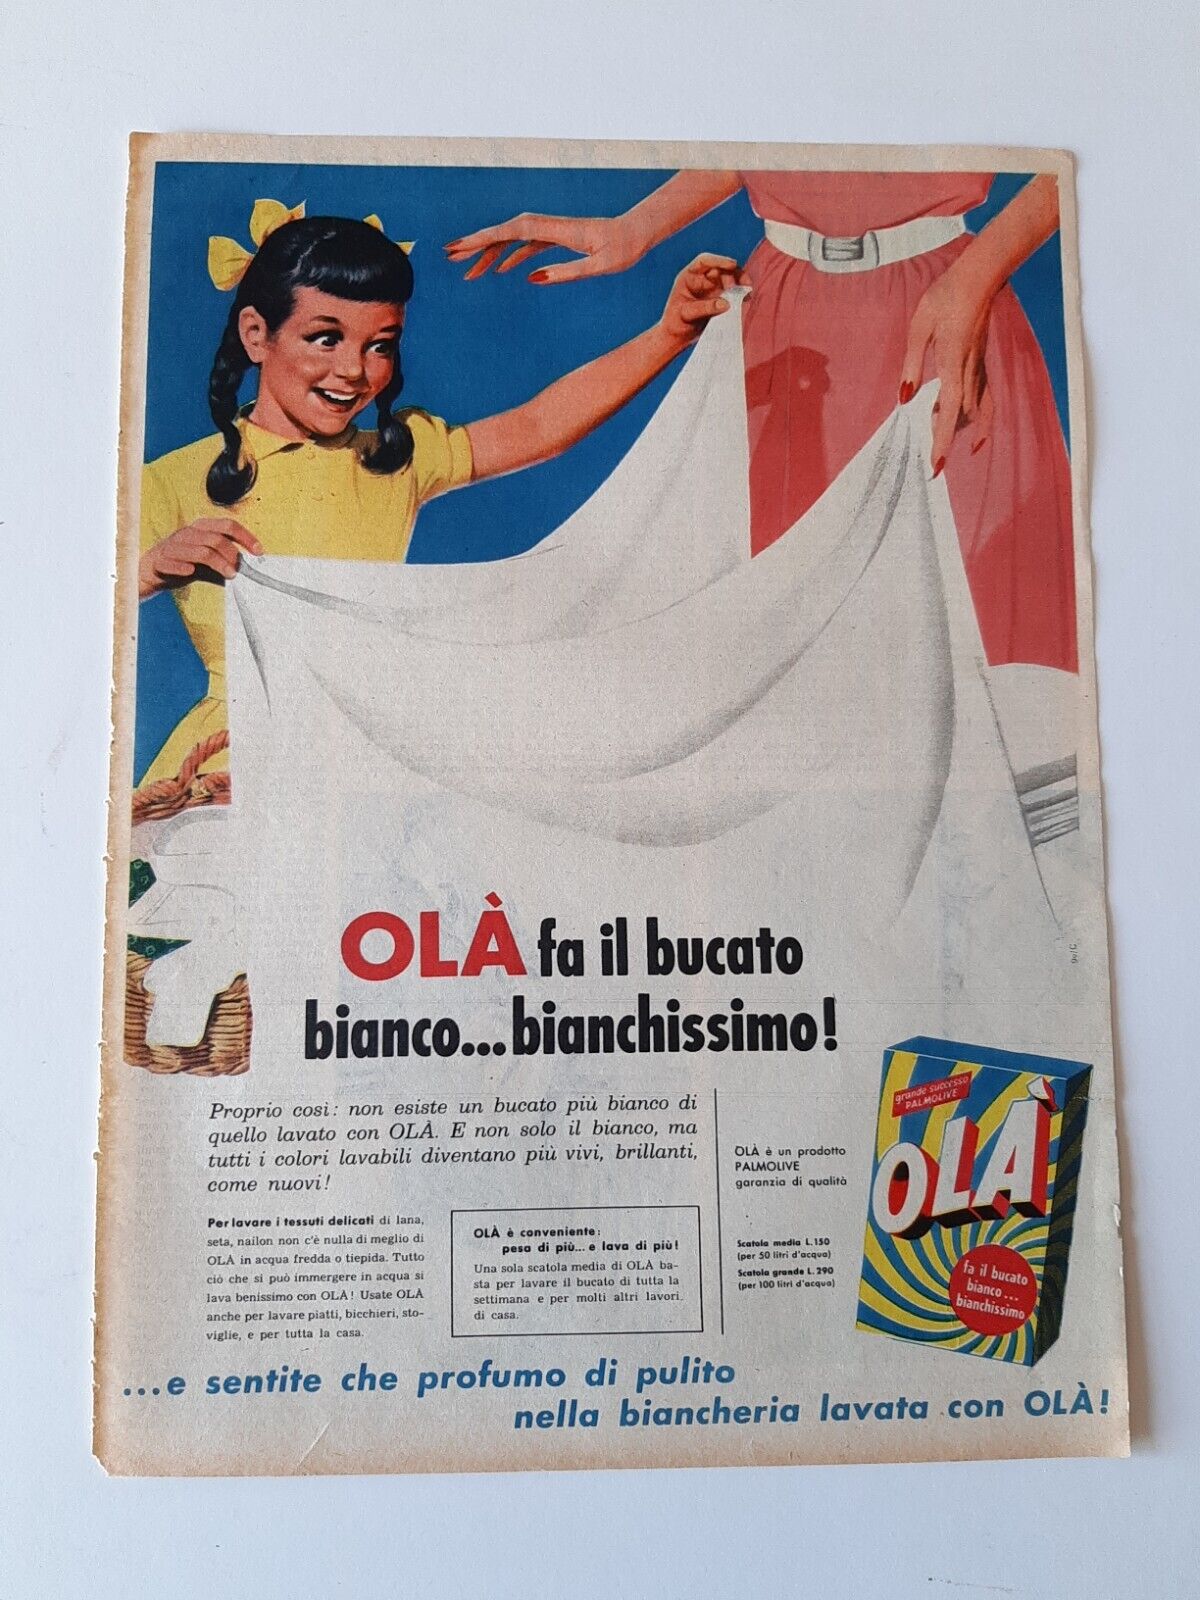 OLÀ fa il bucato
bianco...bianchissimo!
9v/C
Proprio così: non esiste un bucato più bianco di
quello lavato con OLÀ. E non solo il bianco, ma
tutti i colori lavabili diventano più vivi, brillanti,
come nuovi!
Per lavare i tessuti delicati di lana,
seta, nailon non c'è nulla di meglio di
OLÀ in acqua fredda o tiepida. Tutto
ciò che si può immergere in acqua si
lava benissimo con OLÀ! Usate OLÀ
anche per lavare piatti, bicchieri, sto-
viglie, e per tutta la casa.
OLÀ è conveniente:
pesa di più... e lava di più!
Una sola scatola media di OLÀ ba-
sta per lavare il bucato di tutta la
settimana e per molti altri lavori
di casa.
OLÀ è un prodotto
PALMOLIVE
garanzia di qualità
Scatola media L.150
(per 50 litri d'acqua)
Scatola grande L.290
(per 100 litri d'acqua)
grande successo
PALMOLIVE
OLÀ
fa il bucato
bianco...
bianchissimo
...e sentite che profumo di pulito
nella biancheria lavata con OLÀ!